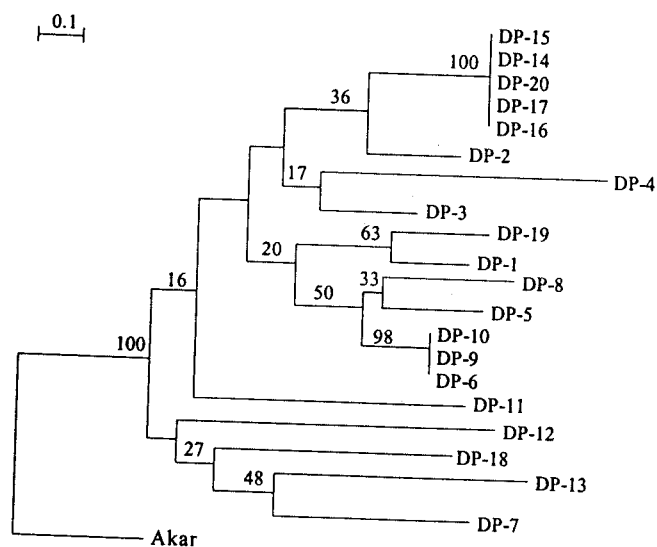 0.1
DP-15
100
DP-14
DP-20
DP-17
36
DP-16
DP-2
17
DP-4
DP-3
63
DP-19
20
DP-1
16
33
DP-8
50
DP-5
98
DP-10
100
DP-9
DP-6
DP-11
DP-12
27
DP-18
48
DP-13
DP-7
Akar